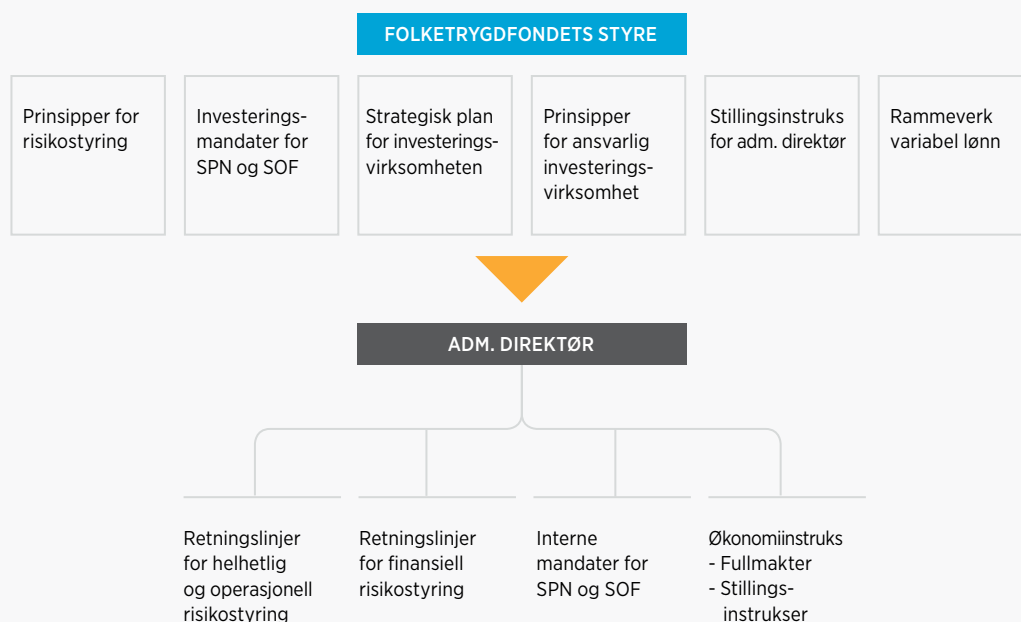 FOLKETRYGDFONDETS STYRE
Prinsipper for
risikostyring
Investerings-
mandater for
SPN og SOF
Strategisk plan
for investerings-
virksomheten
Prinsipper
for ansvarlig
investerings-
virksomhet
Stillingsinstruks
for adm. direktør
Rammeverk
variabel lønn
ADM. DIREKTØR
Retningslinjer
for helhetlig
og operasjonell
risikostyring
Retningslinjer
for finansiell
risikostyring
Interne
mandater for
SPN og SOF
Økonomiinstruks
- Fullmakter
- Stillings-
instrukser